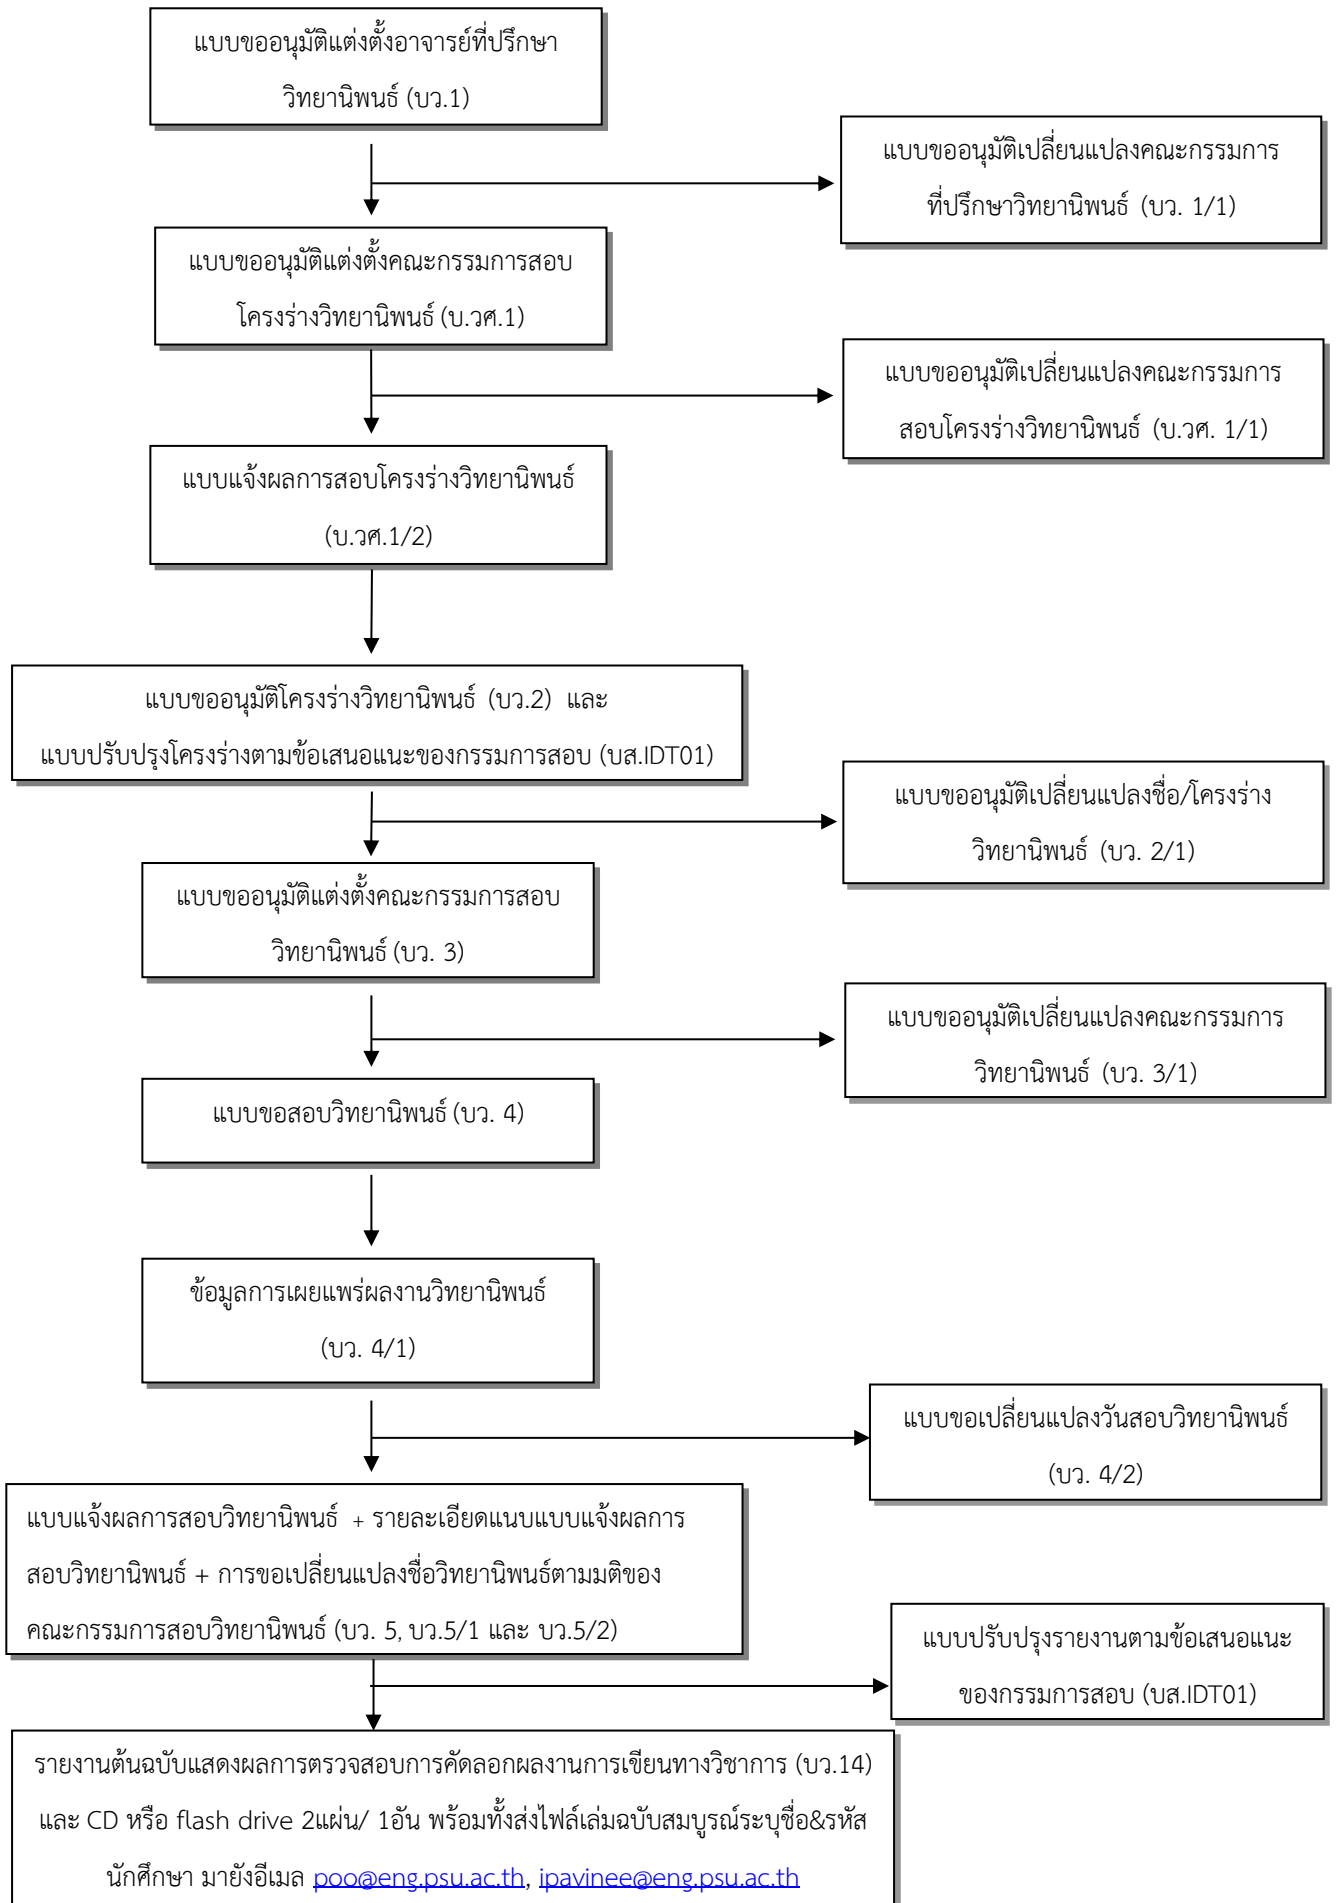 แบบขออนุมัติแต่งตั้งอาจารย์ที่ปรึกษา
วิทยานิพนธ์ (บว.1)
แบบขออนุมัติเปลี่ยนแปลงคณะกรรมการ
ที่ปรึกษาวิทยานิพนธ์ (บว. 1/1)
แบบขออนุมัติแต่งตั้งคณะกรรมการสอบ
โครงร่างวิทยานิพนธ์ (บ.วศ.1)
แบบขออนุมัติเปลี่ยนแปลงคณะกรรมการ
สอบโครงร่างวิทยานิพนธ์ (บ.วศ. 1/1)
แบบแจ้งผลการสอบโครงร่างวิทยานิพนธ์
(บ.วศ.1/2)
แบบขออนุมัติโครงร่างวิทยานิพนธ์ (บว.2) และ
แบบปรับปรุงโครงร่างตามข้อเสนอแนะของกรรมการสอบ (บส.IDT01)
แบบขออนุมัติเปลี่ยนแปลงชื่อ/โครงร่าง
วิทยานิพนธ์ (บว. 2/1)
แบบขออนุมัติแต่งตั้งคณะกรรมการสอบ
วิทยานิพนธ์ (บว. 3)
แบบขออนุมัติเปลี่ยนแปลงคณะกรรมการ
วิทยานิพนธ์ (บว. 3/1)
แบบขอสอบวิทยานิพนธ์ (บว. 4)
ข้อมูลการเผยแพร่ผลงานวิทยานิพนธ์
(บว. 4/1)
แบบขอเปลี่ยนแปลงวันสอบวิทยานิพนธ์
(บว. 4/2)
แบบแจ้งผลการสอบวิทยานิพนธ์ + รายละเอียดแนบแบบแจ้งผลการ
สอบวิทยานิพนธ์ + การขอเปลี่ยนแปลงชื่อวิทยานิพนธ์ตามมติของ
คณะกรรมการสอบวิทยานิพนธ์ (บว. 5, บว.5/1 และ บว.5/2)
แบบปรับปรุงรายงานตามข้อเสนอแนะ
ของกรรมการสอบ (บส.IDT01)
รายงานต้นฉบับแสดงผลการตรวจสอบการคัดลอกผลงานการเขียนทางวิชาการ (บว.14)
และ CD หรือ flash drive 2แผ่น/ 1อัน พร้อมทั้งส่งไฟล์เล่มฉบับสมบูรณ์ระบุชื่อ&รหัส
นักศึกษา มายังอีเมล poo@eng.psu.ac.th, ipavinee@eng.psu.ac.th